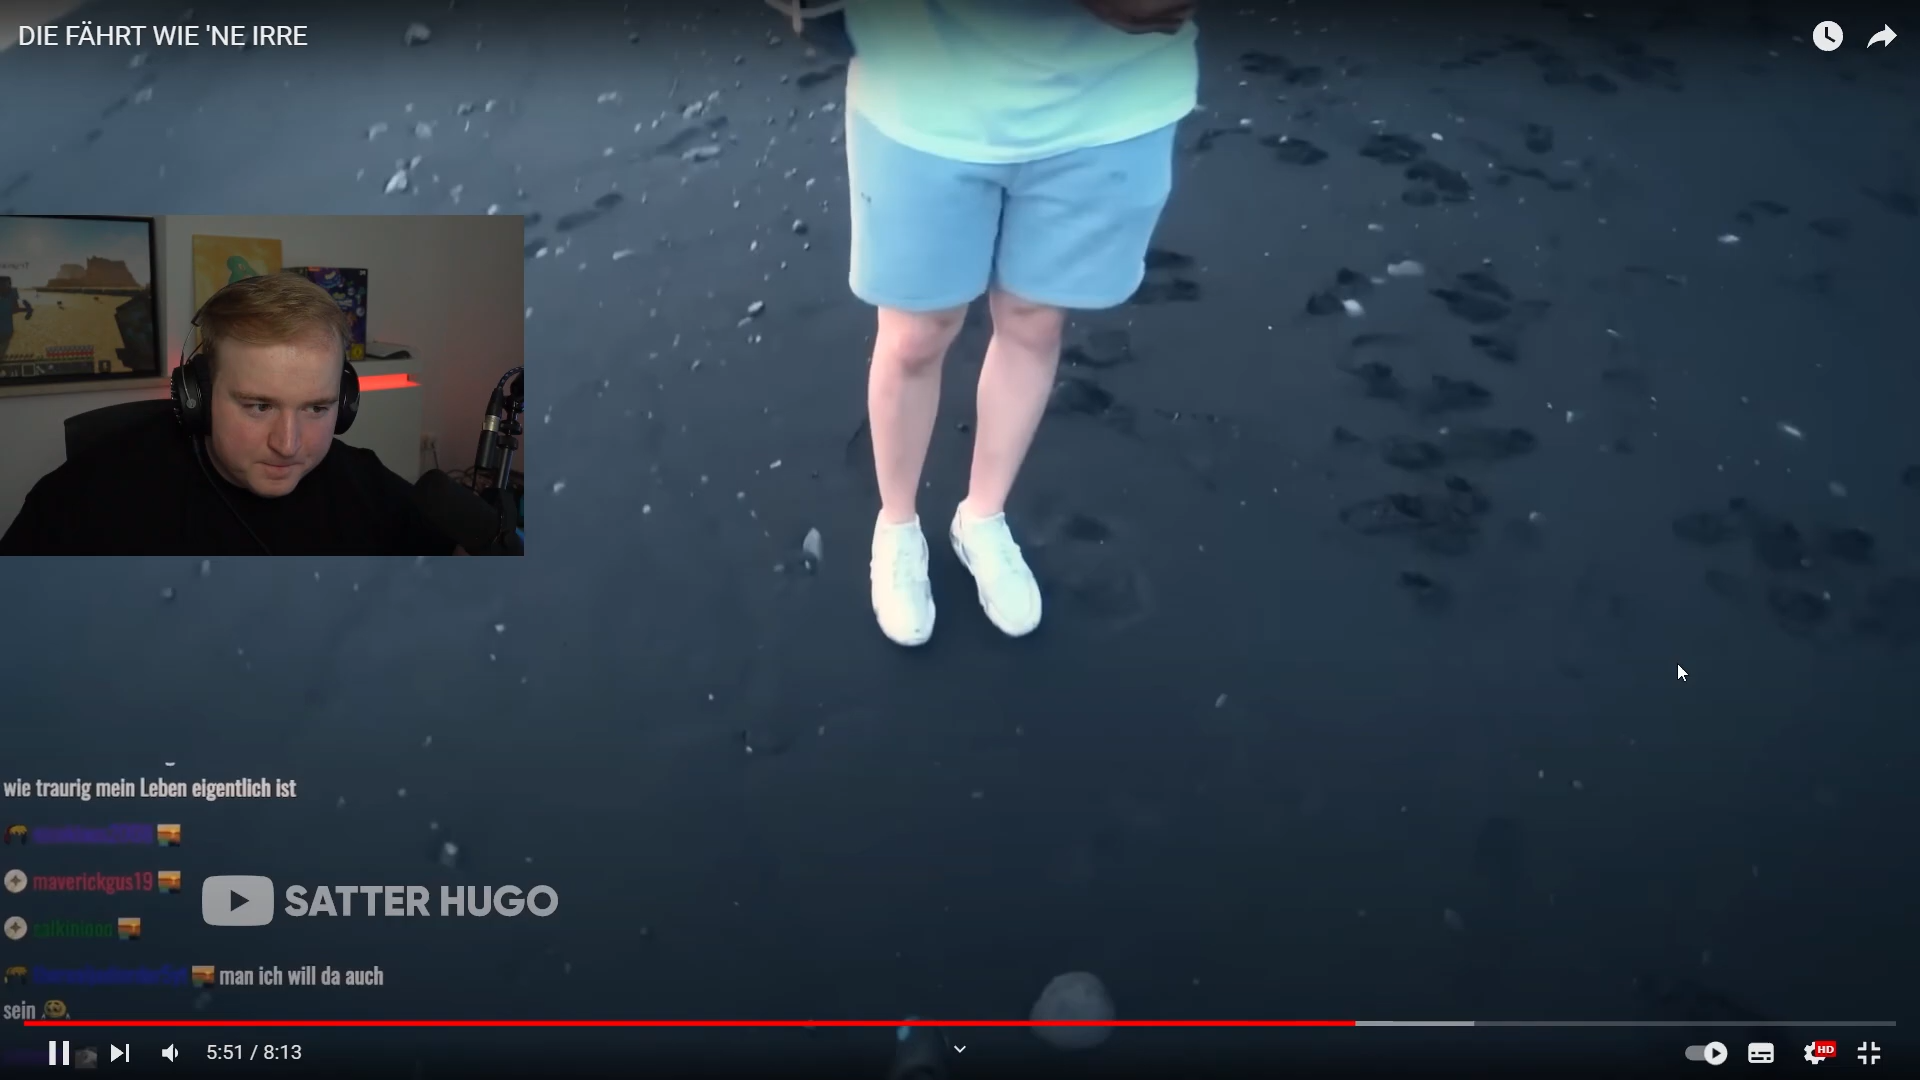 DIE FÄHRT WIE 'NE IRRE
wie traurig mein Leben eigentlich ist
maverickgus19
SATTER HUGO
man ich will da auch
sein
5:51 / 8:13
HD